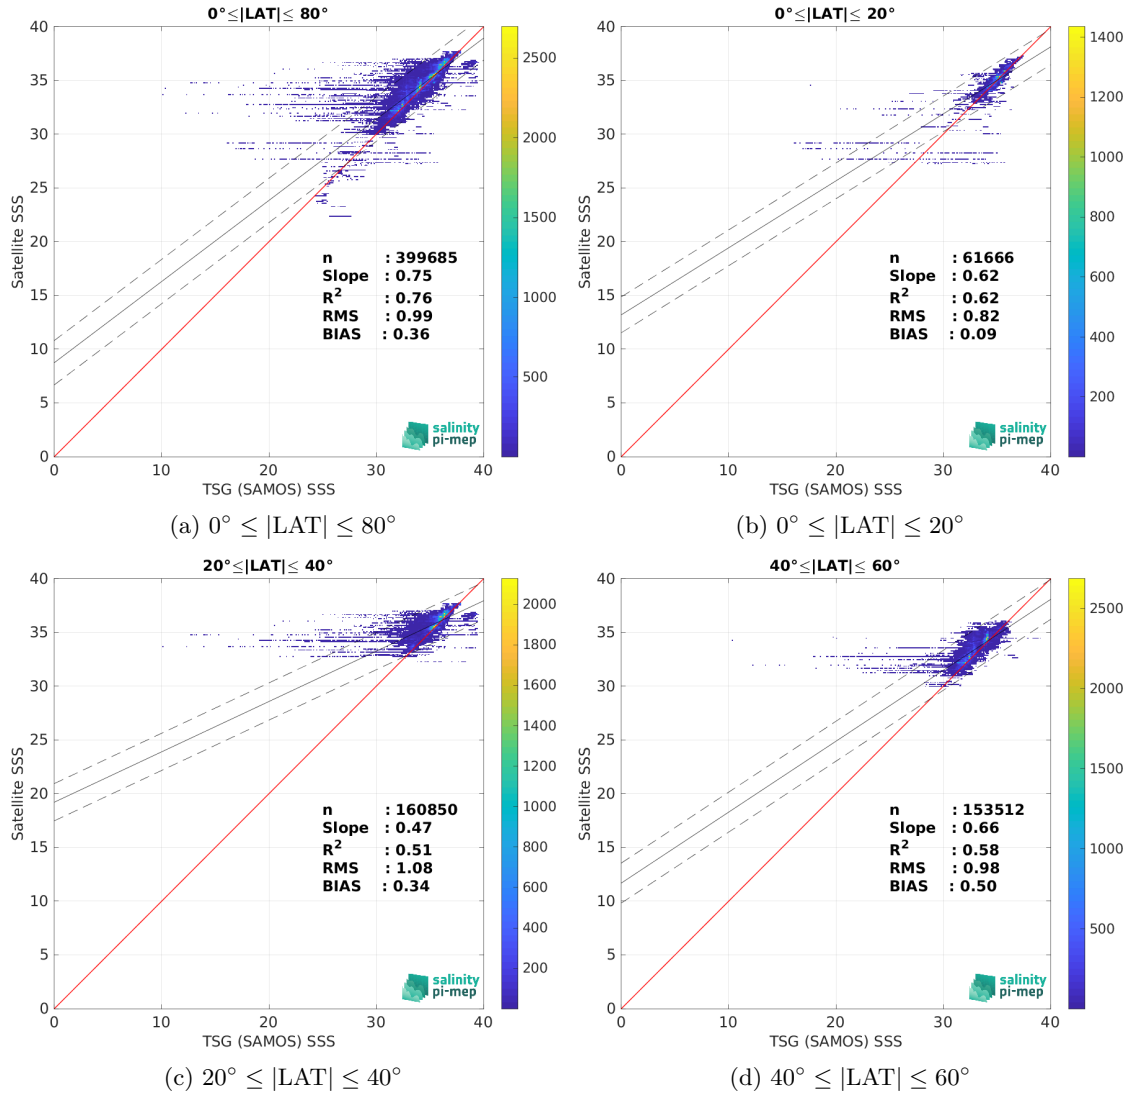 0°≤|LAT|≤ 80°
Satellite SSS
40
35
30
25
20
15
10
5
0
n : 399685
Slope : 0.75
R² : 0.76
RMS : 0.99
BIAS : 0.36
salinity
pi-mep
0 10 20 30 40
TSG (SAMOS) SSS
2500
2000
1500
1000
500
(a) 0° ≤ |LAT| ≤ 80°
0°≤|LAT|≤ 20°
Satellite SSS
40
35
30
25
20
15
10
5
0
n : 61666
Slope : 0.62
R² : 0.62
RMS : 0.82
BIAS : 0.09
salinity
pi-mep
0 10 20 30 40
TSG (SAMOS) SSS
1400
1200
1000
800
600
400
200
(b) 0° ≤ |LAT| ≤ 20°
20°≤|LAT|≤ 40°
Satellite SSS
40
35
30
25
20
15
10
5
0
n : 160850
Slope : 0.47
R² : 0.51
RMS : 1.08
BIAS : 0.34
salinity
pi-mep
0 10 20 30 40
TSG (SAMOS) SSS
2000
1800
1600
1400
1200
1000
800
600
400
200
(c) 20° ≤ |LAT| ≤ 40°
40°≤|LAT|≤ 60°
Satellite SSS
40
35
30
25
20
15
10
5
0
n : 153512
Slope : 0.66
R² : 0.58
RMS : 0.98
BIAS : 0.50
salinity
pi-mep
0 10 20 30 40
TSG (SAMOS) SSS
2500
2000
1500
1000
500
(d) 40° ≤ |LAT| ≤ 60°